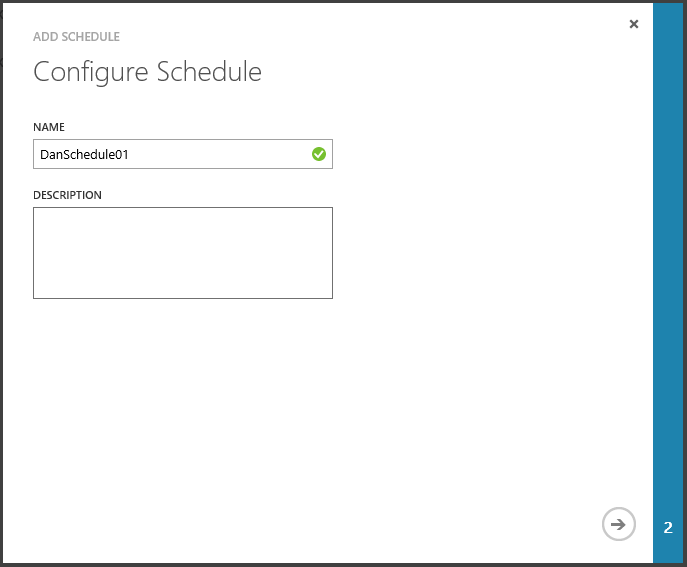 ADD SCHEDULE
Configure Schedule
NAME
DanSchedule01
DESCRIPTION
2